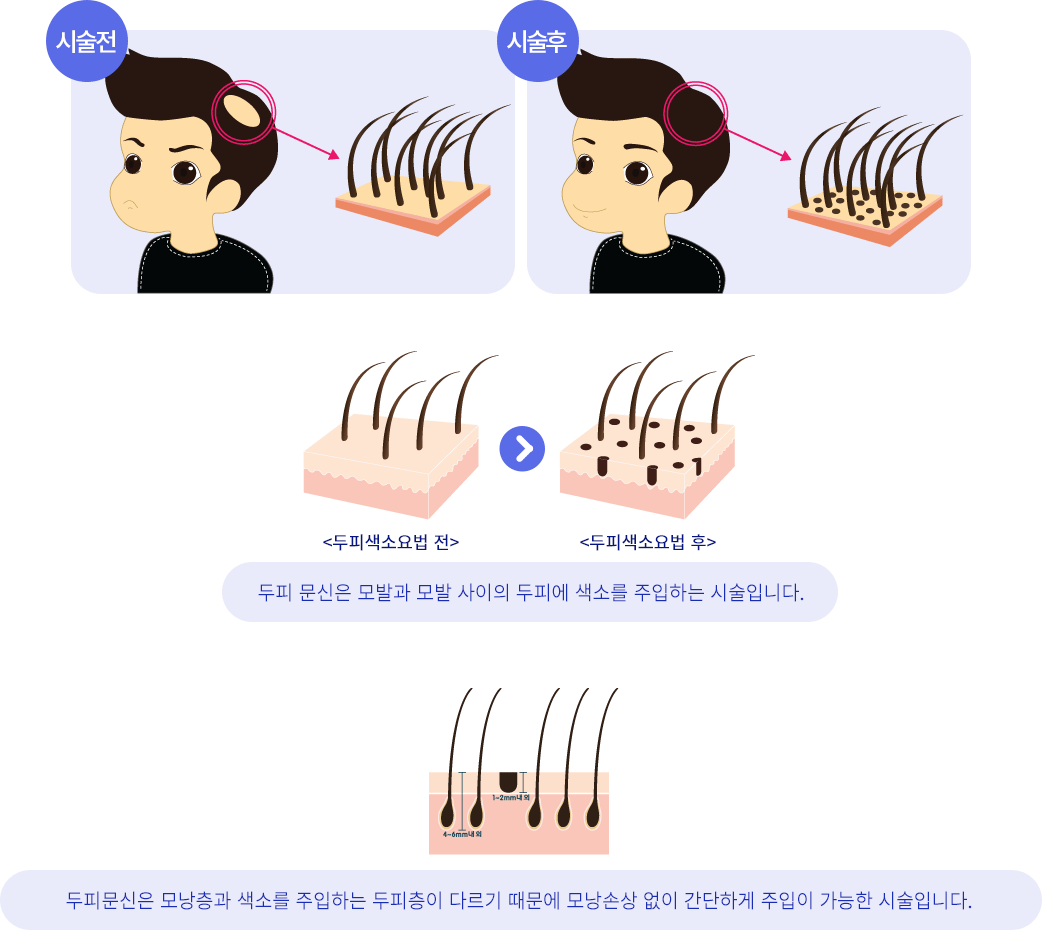 시술전
시술후
<두피색소요법 전>
<두피색소요법 후>
두피 문신은 모발과 모발 사이의 두피에 색소를 주입하는 시술입니다.
1~2mm내외
4~6mm내외
두피문신은 모낭층과 색소를 주입하는 두피층이 다르기 때문에 모낭손상 없이 간단하게 주입이 가능한 시술입니다.